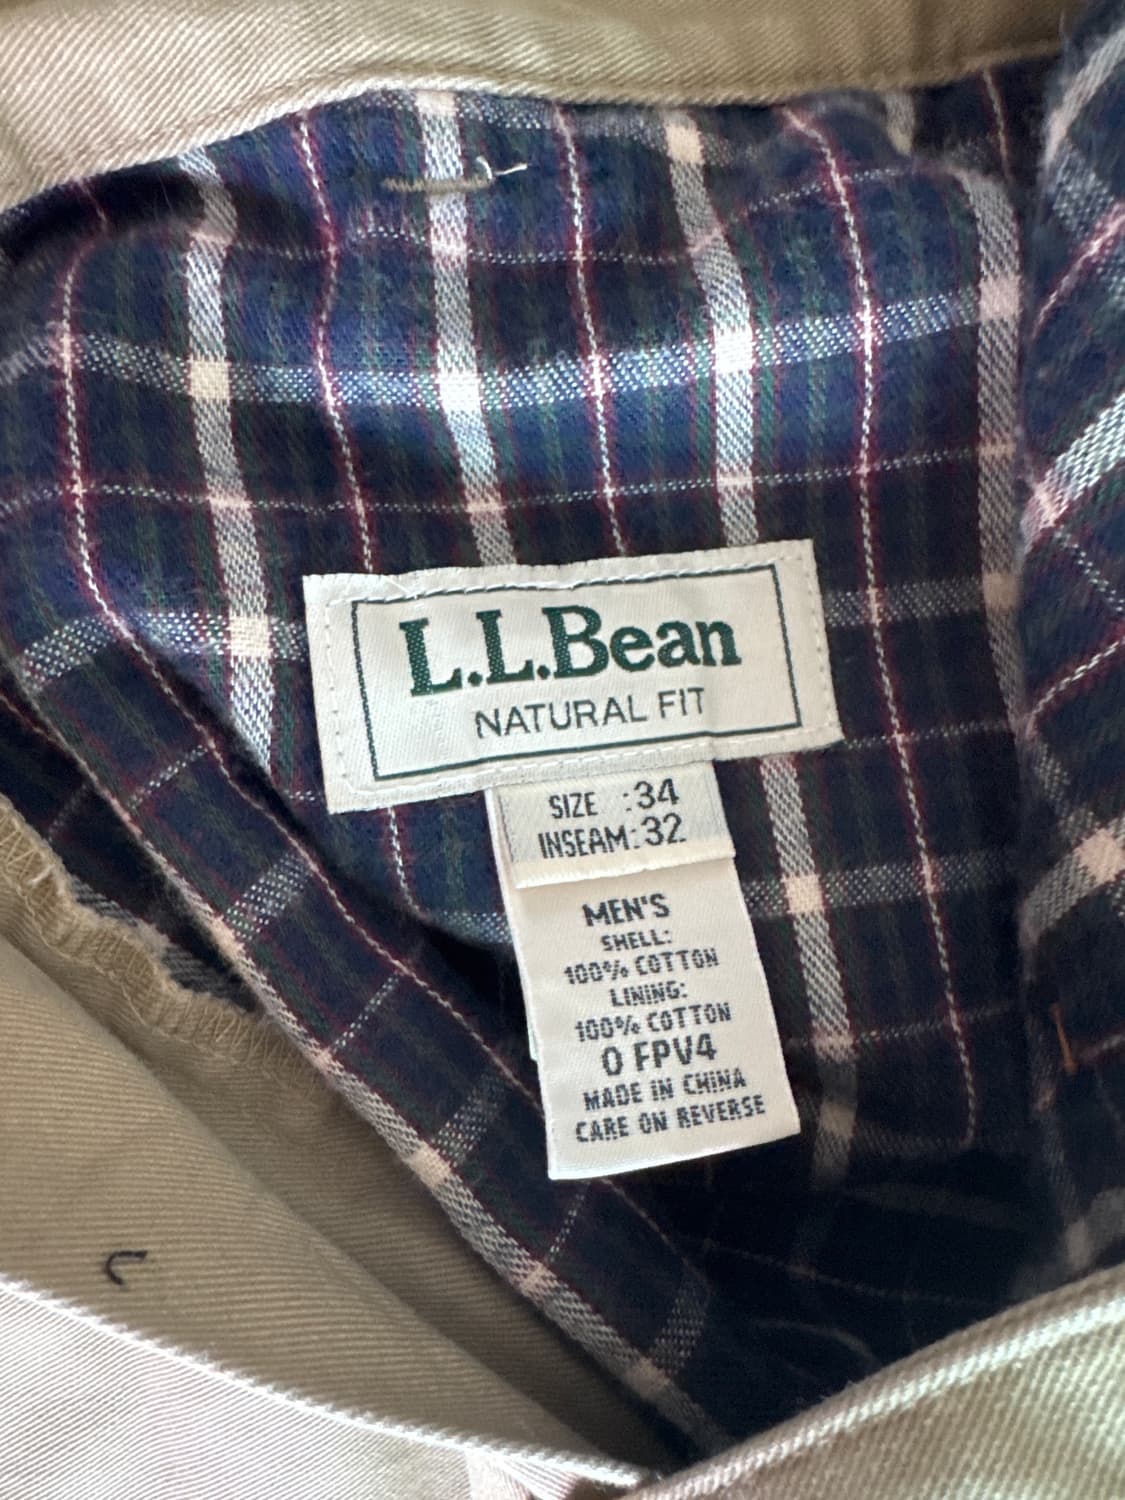 L.L.Bean
NATURAL FIT
SIZE :34
INSEAM:32
MEN'S
SHELL:
100% COTTON
LINING:
100% COTTON
0 FPV4
MADE IN CHINA
CARE ON REVERSE